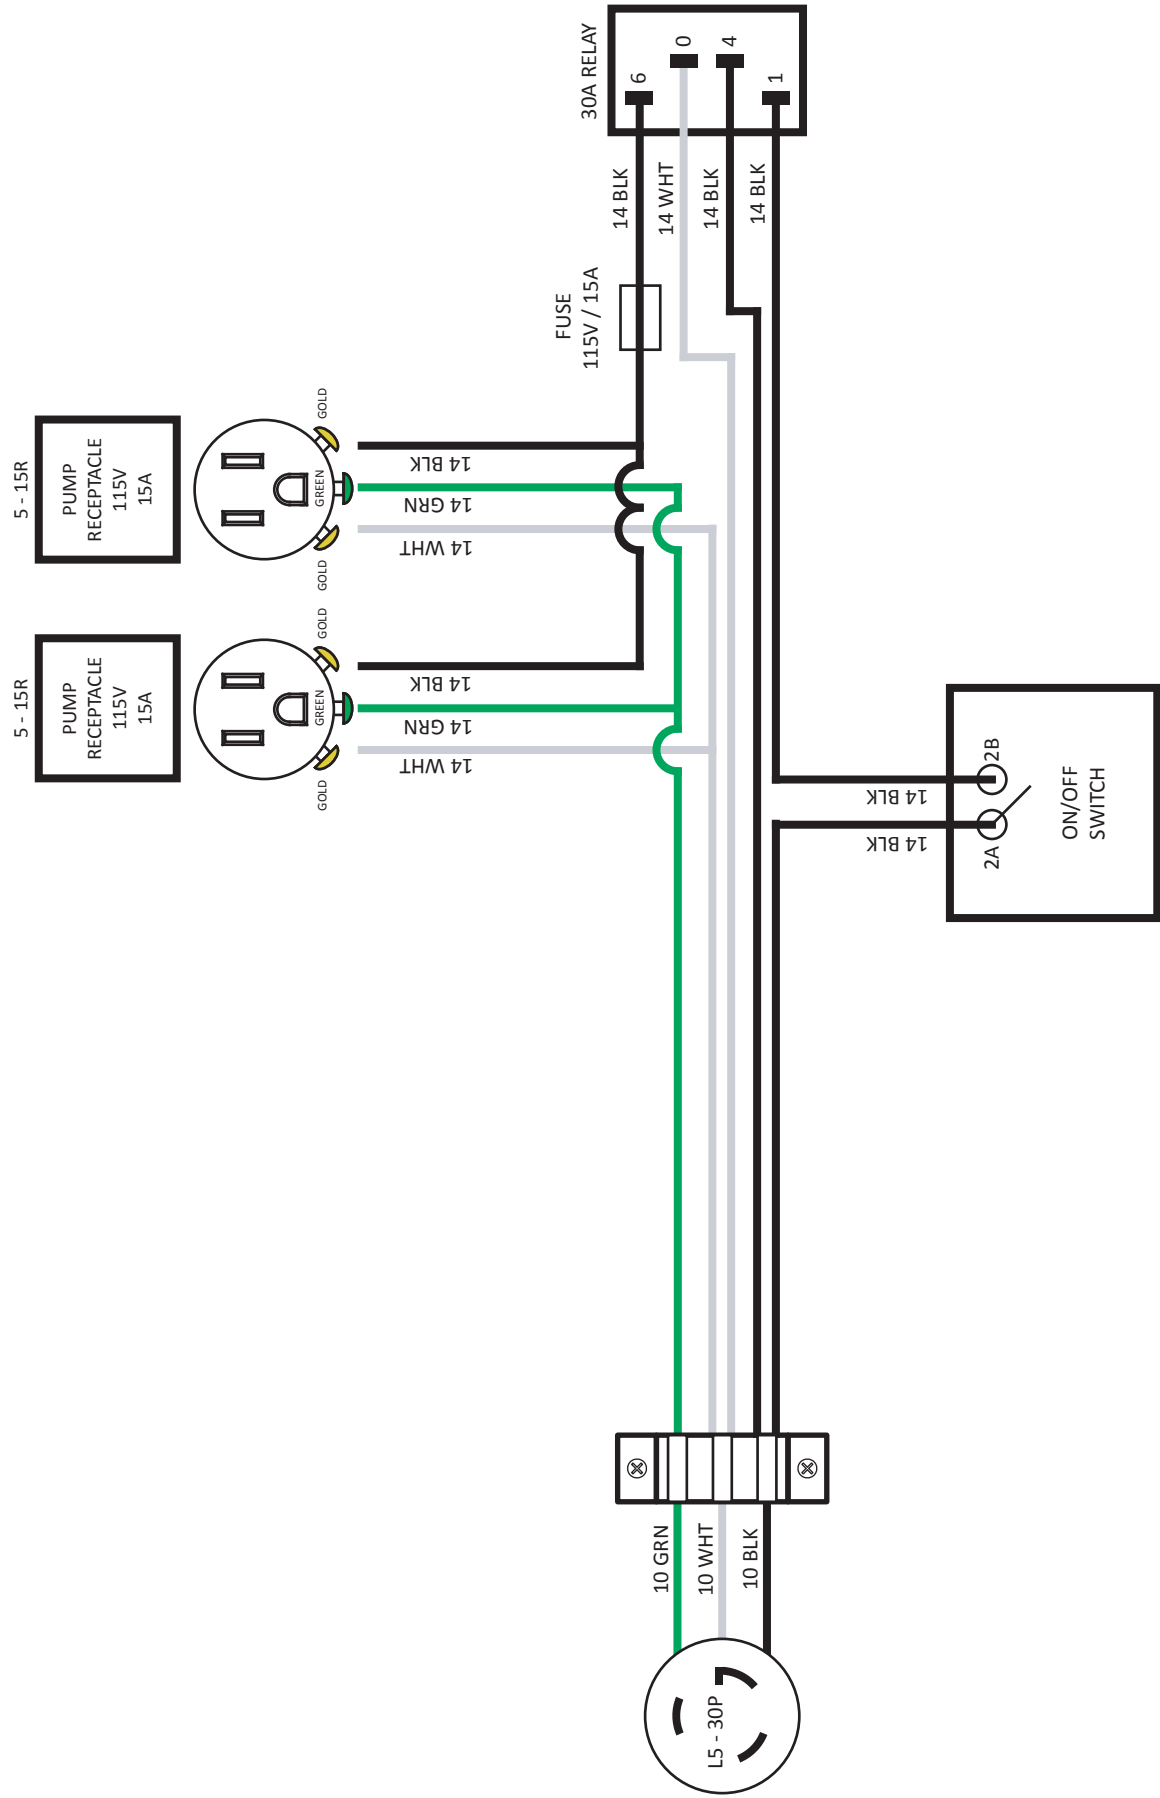 5 - 15R
PUMP
RECEPTACLE
115V
15A
GOLD
GREEN
GOLD
14 WHT
14 GRN
14 BLK
5 - 15R
PUMP
RECEPTACLE
115V
15A
GOLD
GREEN
GOLD
14 WHT
14 GRN
14 BLK
FUSE
115V / 15A
30A RELAY
6
0
4
1
14 BLK
14 WHT
14 BLK
14 BLK
L5 - 30P
10 GRN
10 WHT
10 BLK
14 BLK
14 BLK
2A
2B
ON/OFF
SWITCH